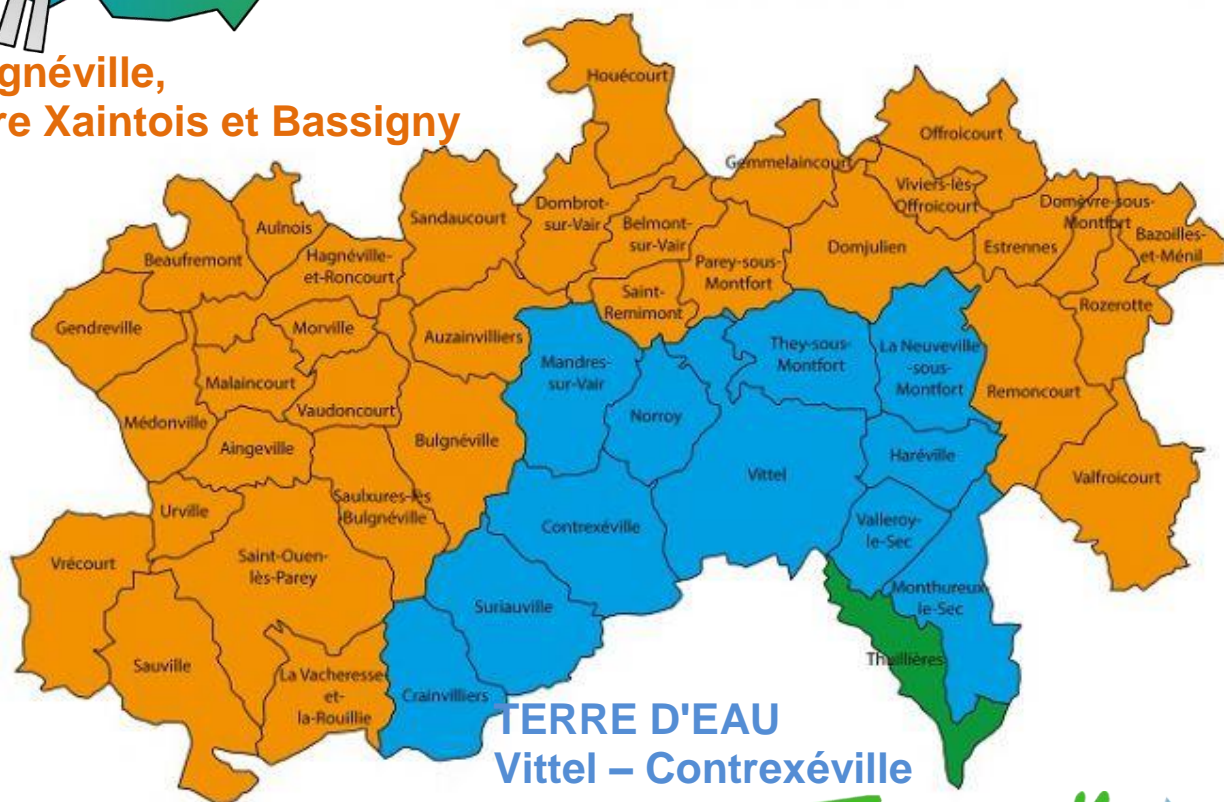 gnéville,
re Xaintois et Bassigny
Houécourt
Offroicourt
Gemmelaincourt
Viviers-lès-
Offroicourt
Domèvre-sous-
Montfort
Bazoilles-
et-Ménil
Aulnois
Sandaucourt
Dombrot-
sur-Vair
Belmont-
sur-Vair
Domjulien
Estrennes
Beaufremont
Hagnéville-
et-Roncourt
Parey-sous-
Montfort
Saint-
Remimont
Rozerotte
Gendreville
Morville
Auzainvilliers
Mandres-
sur-Vair
They-sous-
Montfort
La Neuveville
-sous-
Montfort
Malaincourt
Remoncourt
Médonville
Vaudoncourt
Norroy
Aingeville
Bulgnéville
Haréville
Vittel
Valfroicourt
Urville
Saulxures-lès
Bulgnéville
Contrexéville
Valleroy-
le-Sec
Vrécourt
Saint-Ouen-
lès-Parey
Monthureux-
le-Sec
Suriauville
Sauville
Thuillières
La Vacheresse-
et-
la-Rouillie
Crainvilliers
TERRE D'EAU
Vittel – Contrexéville